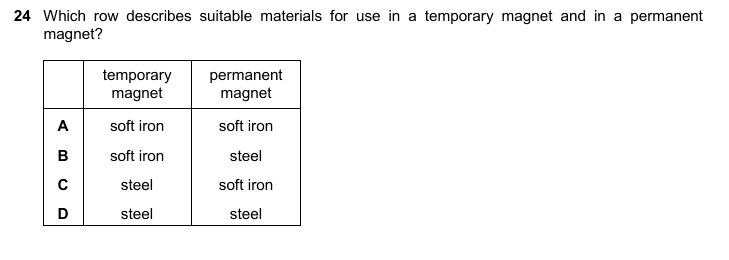 24 Which row describes suitable materials for use in a temporary magnet and in a permanent
magnet?
temporary magnet permanent magnet
A soft iron soft iron
B soft iron steel
C steel soft iron
D steel steel